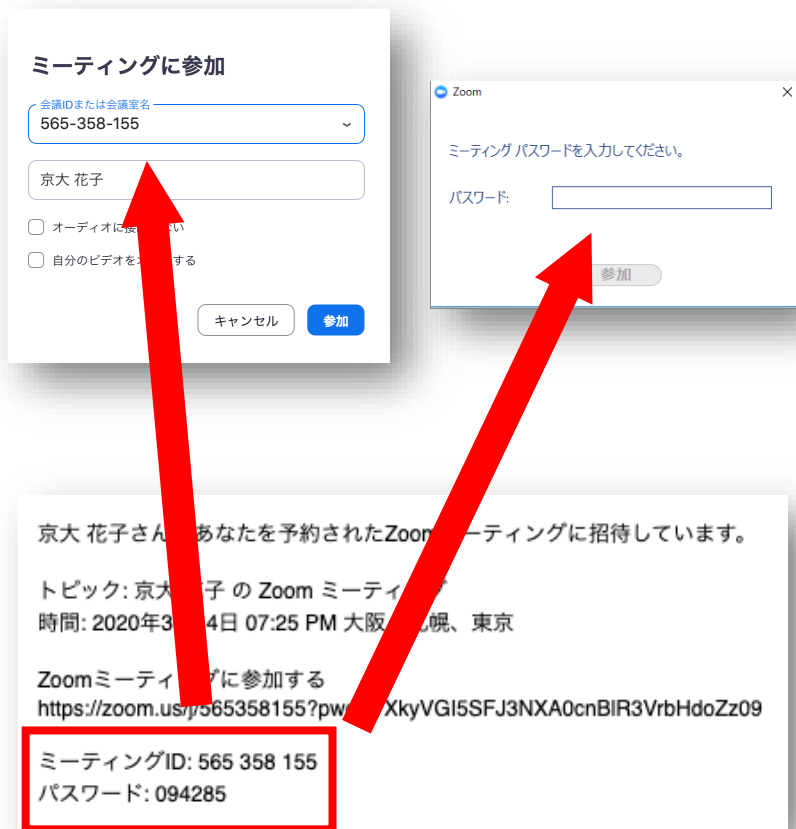 ミーティングに参加
会議IDまたは会議室名
565-358-155
京大 花子
オーディオに接 ない
自分のビデオを する
キャンセル
参加
Zoom
ミーティング パスワードを入力してください。
パスワード:
参加
京大 花子さん あなたを予約されたZoom ーティングに招待しています。
トピック: 京大 子 の Zoom ミーティ
時間: 2020年3 4日 07:25 PM 大阪 幌、東京
Zoomミーティ に参加する
https://zoom.us/j/565358155?pw XkyVGI5SFJ3NXA0cnBIR3VrbHdoZz09
ミーティングID: 565 358 155
パスワード: 094285